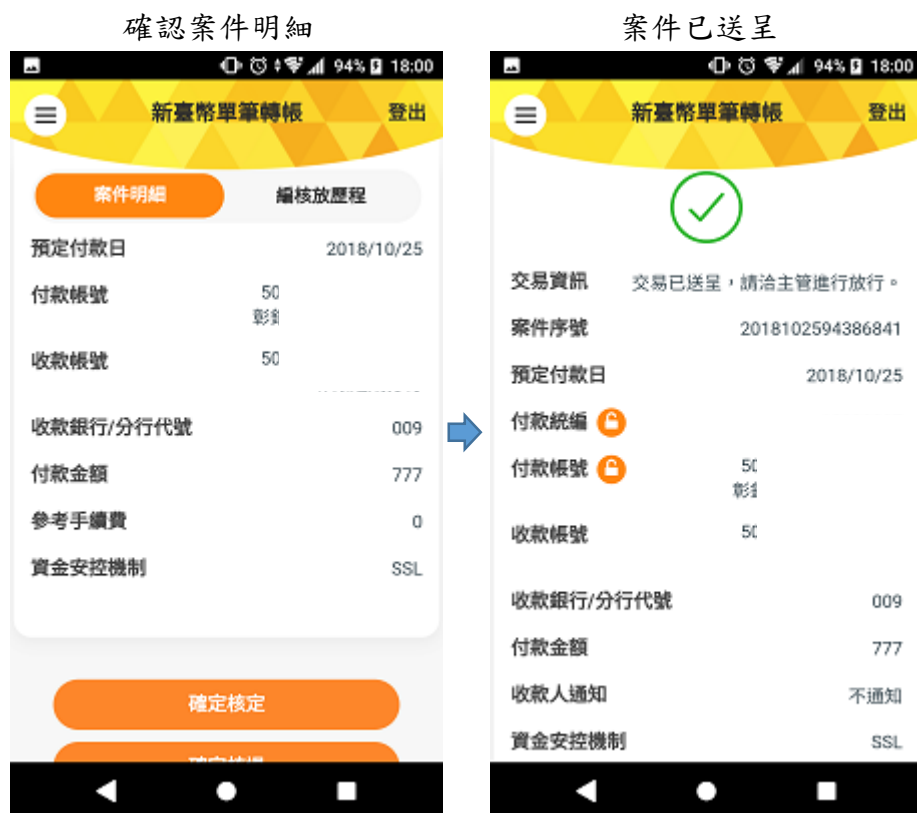 確認案件明細
94% 18:00
新臺幣單筆轉帳 登出
案件明細 編核放歷程
預定付款日 2018/10/25
付款帳號 50
彰
收款帳號 50
收款銀行/分行代號 009
付款金額 777
參考手續費 0
資金安控機制 SSL
確定核定
案件已送呈
94% 18:00
新臺幣單筆轉帳 登出
交易資訊 交易已送呈，請洽主管進行放行。
案件序號 2018102594386841
預定付款日 2018/10/25
付款統編
付款帳號 50
彰
收款帳號 50
收款銀行/分行代號 009
付款金額 777
收款人通知 不通知
資金安控機制 SSL